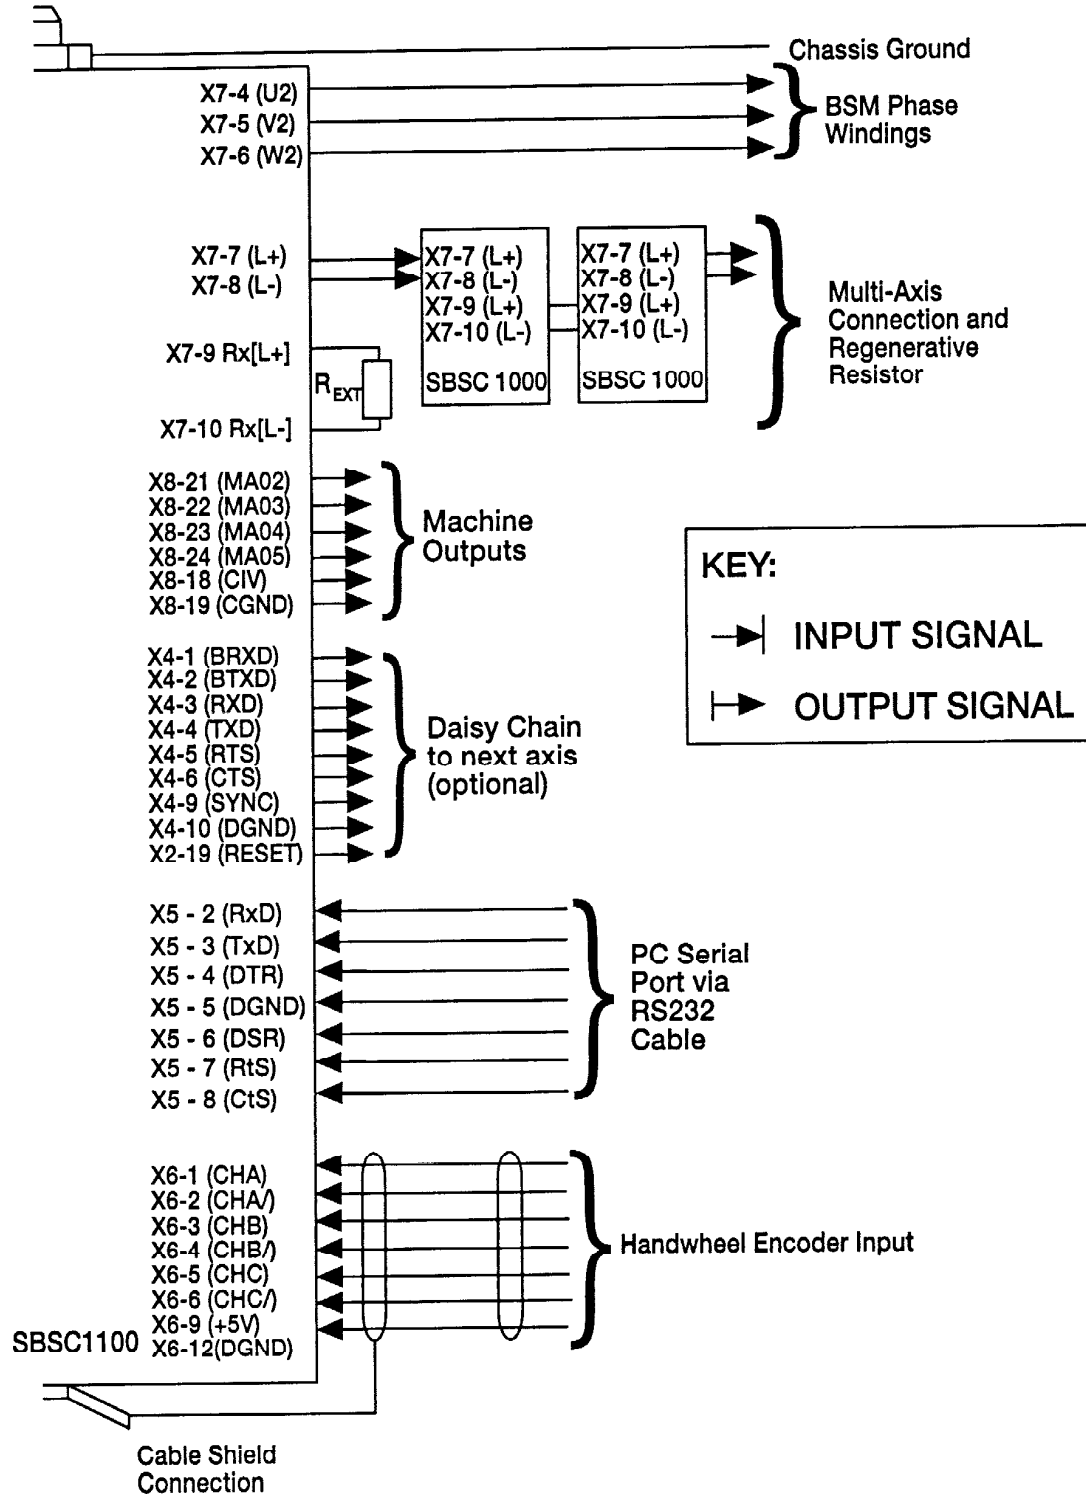 Chassis Ground
X7-4 (U2)
X7-5 (V2)
X7-6 (W2)
BSM Phase
Windings
X7-7 (L+)
X7-8 (L-)
X7-9 Rx[L+]
X7-10 Rx[L-]
R EXT
X7-7 (L+)
X7-8 (L-)
X7-9 (L+)
X7-10 (L-)
SBSC 1000
X7-7 (L+)
X7-8 (L-)
X7-9 (L+)
X7-10 (L-)
SBSC 1000
Multi-Axis
Connection and
Regenerative
Resistor
X8-21 (MA02)
X8-22 (MA03)
X8-23 (MA04)
X8-24 (MA05)
X8-18 (CIV)
X8-19 (CGND)
Machine
Outputs
KEY:
INPUT SIGNAL
OUTPUT SIGNAL
X4-1 (BRXD)
X4-2 (BTXD)
X4-3 (RXD)
X4-4 (TXD)
X4-5 (RTS)
X4-6 (CTS)
X4-9 (SYNC)
X4-10 (DGND)
X2-19 (RESET)
Daisy Chain
to next axis
(optional)
X5 - 2 (RxD)
X5 - 3 (TxD)
X5 - 4 (DTR)
X5 - 5 (DGND)
X5 - 6 (DSR)
X5 - 7 (RtS)
X5 - 8 (CtS)
PC Serial
Port via
RS232
Cable
X6-1 (CHA)
X6-2 (CHA/)
X6-3 (CHB)
X6-4 (CHB/)
X6-5 (CHC)
X6-6 (CHC/)
X6-9 (+5V)
X6-12(DGND)
Handwheel Encoder Input
SBSC1100
Cable Shield
Connection